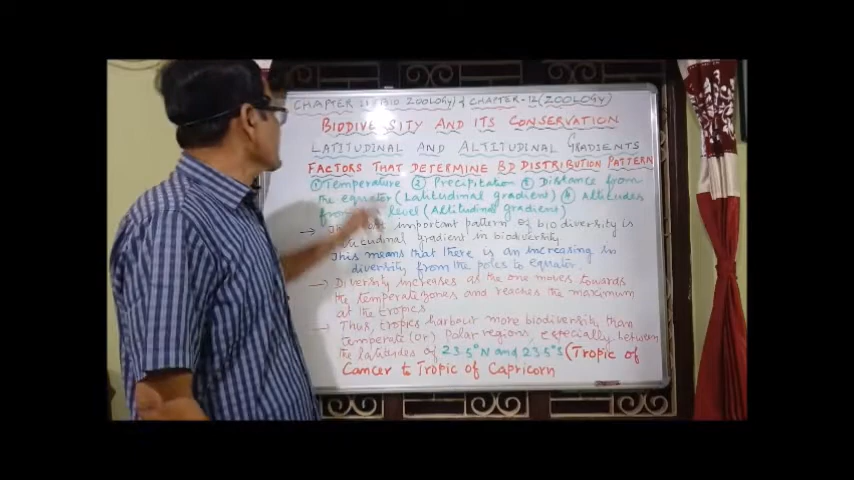 CHAPTER 11 (BIO ZOOLOGY) & CHAPTER-12 (ZOOLOGY)
BIODIVERSITY AND ITS CONSERVATION
LATITUDINAL AND ALTITUDINAL GRADIENTS
FACTORS THAT DETERMINE BD DISTRIBUTION PATTERN
① Temperature ② Precipitation ③ Distance from
the equator (Latitudinal gradient) ④ Altitudes
level (Altitudinal gradient)
→ important pattern of biodiversity is
gradient in biodiversity.
This means that there is an increasing in
diversity from the poles to equator.
→ Diversity increases as the one moves towards
the temperate zones and reaches the maximum
at the tropics
→ Thus, tropics harbour more biodiversity than
temperate (or) polar regions, especially between
the latitudes of 23.5°N and 23.5°S (Tropic of
Cancer to Tropic of Capricorn